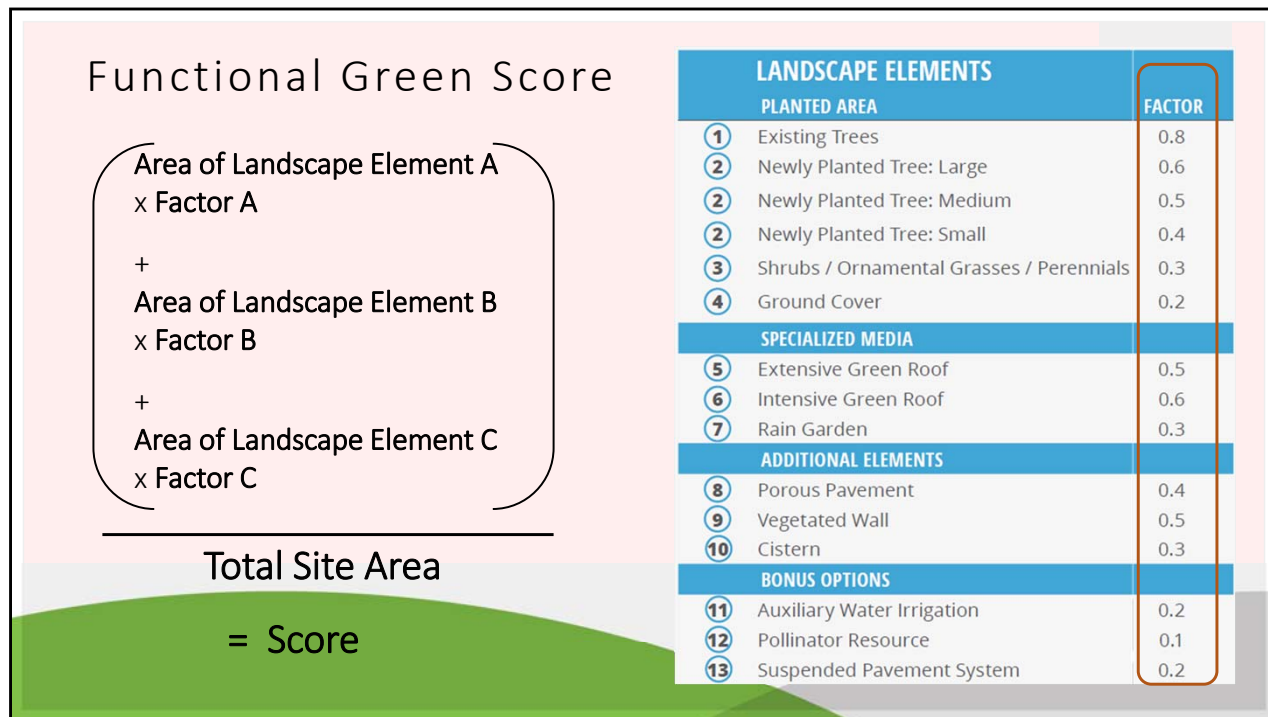 Functional Green Score
Area of Landscape Element A
x Factor A
+
Area of Landscape Element B
x Factor B
+
Area of Landscape Element C
x Factor C
Total Site Area
= Score
LANDSCAPE ELEMENTS
PLANTED AREA FACTOR
1 Existing Trees 0.8
2 Newly Planted Tree: Large 0.6
2 Newly Planted Tree: Medium 0.5
2 Newly Planted Tree: Small 0.4
3 Shrubs / Ornamental Grasses / Perennials 0.3
4 Ground Cover 0.2
SPECIALIZED MEDIA
5 Extensive Green Roof 0.5
6 Intensive Green Roof 0.6
7 Rain Garden 0.3
ADDITIONAL ELEMENTS
8 Porous Pavement 0.4
9 Vegetated Wall 0.5
10 Cistern 0.3
BONUS OPTIONS
11 Auxiliary Water Irrigation 0.2
12 Pollinator Resource 0.1
13 Suspended Pavement System 0.2